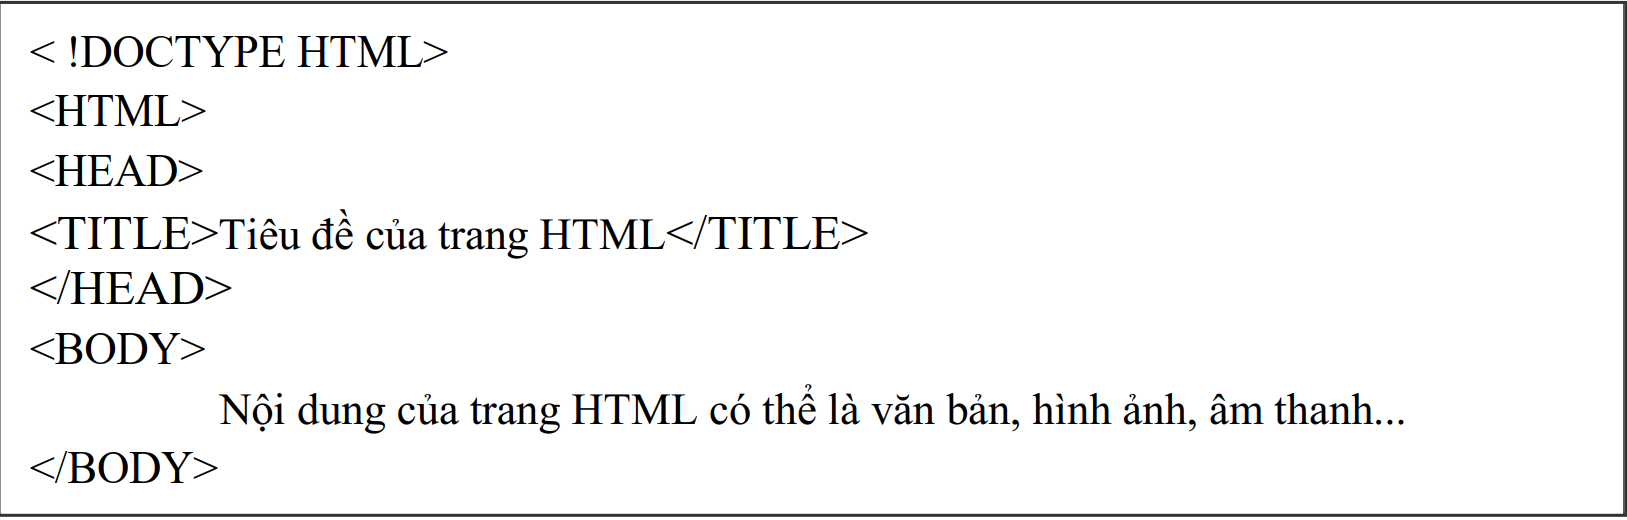 < !DOCTYPE HTML>
<HTML>
<HEAD>
<TITLE>Tiêu đề của trang HTML</TITLE>
</HEAD>
<BODY>
Nội dung của trang HTML có thể là văn bản, hình ảnh, âm thanh...
</BODY>